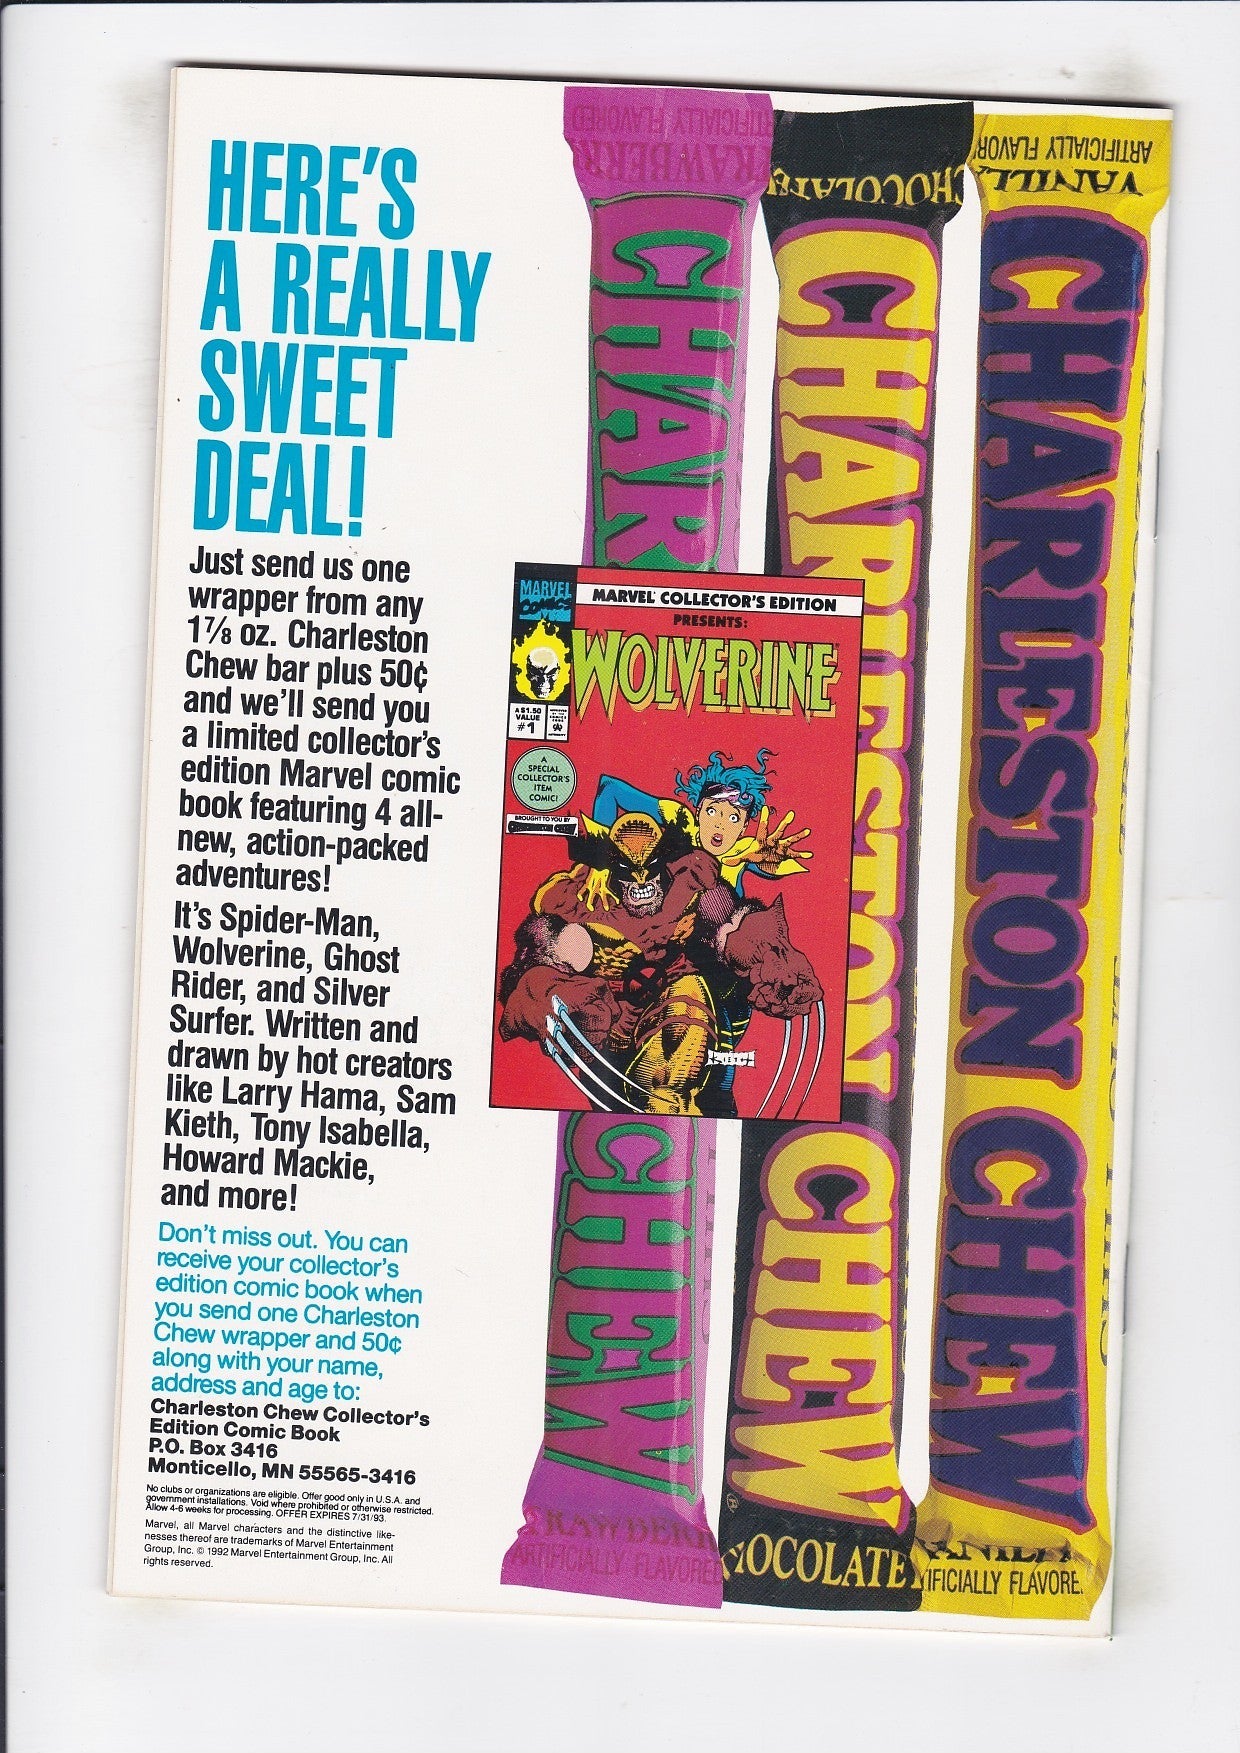 HERE'S
A REALLY
SWEET
DEAL!
Just send us one
wrapper from any
1⅞ oz. Charleston
Chew bar plus 50¢
and we'll send you
a limited collector's
edition Marvel comic
book featuring 4 all-
new, action-packed
adventures!
It's Spider-Man,
Wolverine, Ghost
Rider, and Silver
Surfer. Written and
drawn by hot creators
like Larry Hama, Sam
Kieth, Tony Isabella,
Howard Mackie,
and more!
Don't miss out. You can
receive your collector's
edition comic book when
you send one Charleston
Chew wrapper and 50¢
along with your name,
address and age to:
Charleston Chew Collector's
Edition Comic Book
P.O. Box 3416
Monticello, MN 55565-3416
No clubs or organizations are eligible. Offer good only in U.S.A. and
government installations. Void where prohibited or otherwise restricted.
Allow 4-6 weeks for processing. OFFER EXPIRES 7/31/93.
Marvel, all Marvel characters and the distinctive like-
nesses thereof are trademarks of Marvel Entertainment
Group, Inc. © 1992 Marvel Entertainment Group, Inc. All
rights reserved.
MARVEL
COMICS
MARVEL COLLECTOR'S EDITION
PRESENTS:
WOLVERINE
A $1.50
VALUE
#1
A
SPECIAL
COLLECTOR'S
ITEM
COMIC!
BROUGHT TO YOU BY
ARTIFICIALLY FLAVORED
STRAWBERRY
CHAR
CHEW
STRAWBERRY
ARTIFICIALLY FLAVORED
CHOCOLATE
CHARLESTON CHEW
®
CHOCOLATE
ARTIFICIALLY FLAVOR
VANILL
CHARLESTON CHEW
VANILLA
TIFICIALLY FLAVORE